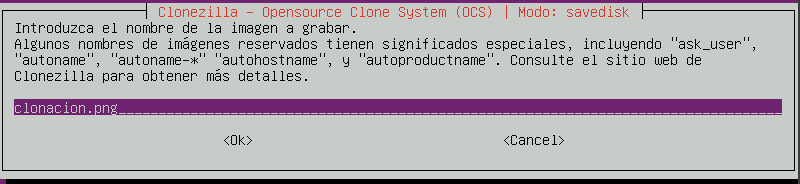 Clonezilla - Opensource Clone System (OCS) | Modo: savedisk
Introduzca el nombre de la imagen a grabar.
Algunos nombres de imágenes reservados tienen significados especiales, incluyendo "ask_user",
"autoname", "autoname-*" "autohostname", y "autoproductname". Consulte el sitio web de
Clonezilla para obtener más detalles.
clonacion.png
<Ok> <Cancel>